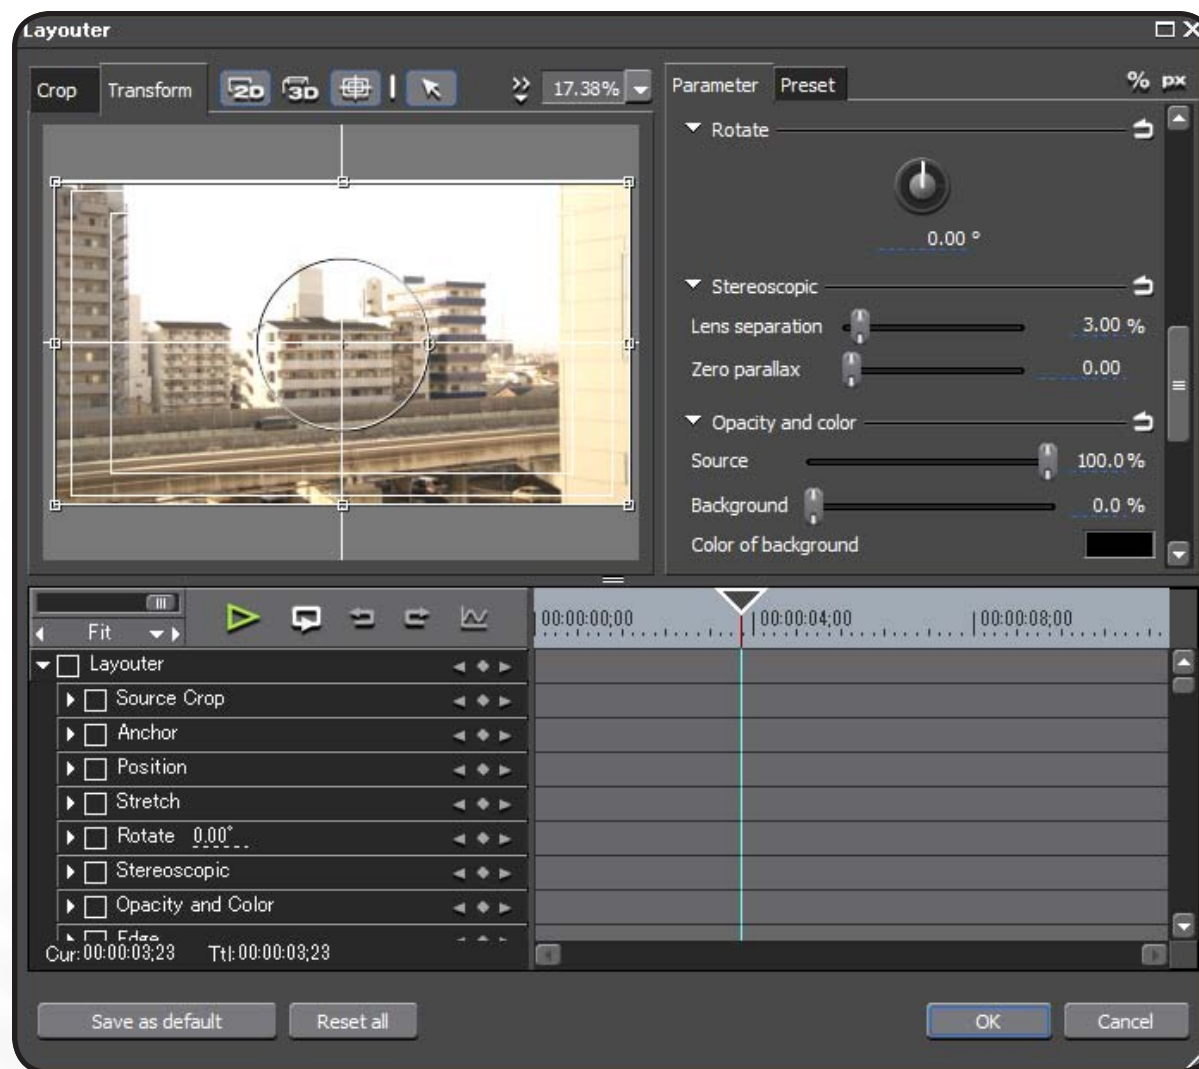 Layouter
Crop Transform 2D 3D 17.38%
Parameter Preset % px
Rotate
0.00 °
Stereoscopic
Lens separation 3.00 %
Zero parallax 0.00
Opacity and color
Source 100.0%
Background 0.0 %
Color of background
Fit
00:00:00;00 00:00:04;00 00:00:08;00
Layouter
Source Crop
Anchor
Position
Stretch
Rotate 0.00°
Stereoscopic
Opacity and Color
Edge
Cur:00:00:03;23 Ttl:00:00:03;23
Save as default Reset all OK Cancel